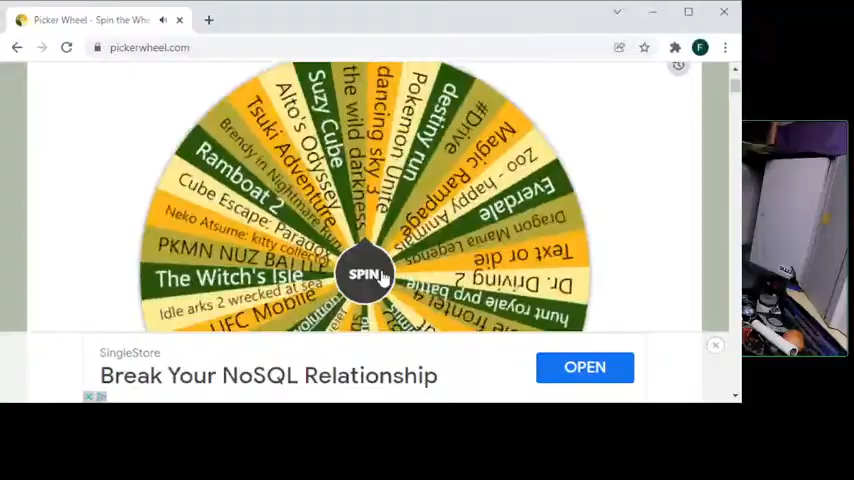 Picker Wheel - Spin the Whe
pickerwheel.com
F
The Witch's Isle
PKMN NUZ BATTLE
Neko Atsume: kitty collector
Cube Escape: Paradox
Ramboat 2
Brendy in Nightmare Run
Tsuki Adventure
Alto's Odyssey
Suzy Cube
the wild darkness
dancing sky 3
Pokemon Unite
destiny run
#Drive
Magic Rampage
Zoo - happy Animals
Everdale
Dragon Mania Legends
Text or die
Dr. Driving 2
hunt royale pvp battle
Idle arks 2 wrecked at sea
UFC Mobile
SPIN
SingleStore
Break Your NoSQL Relationship
OPEN